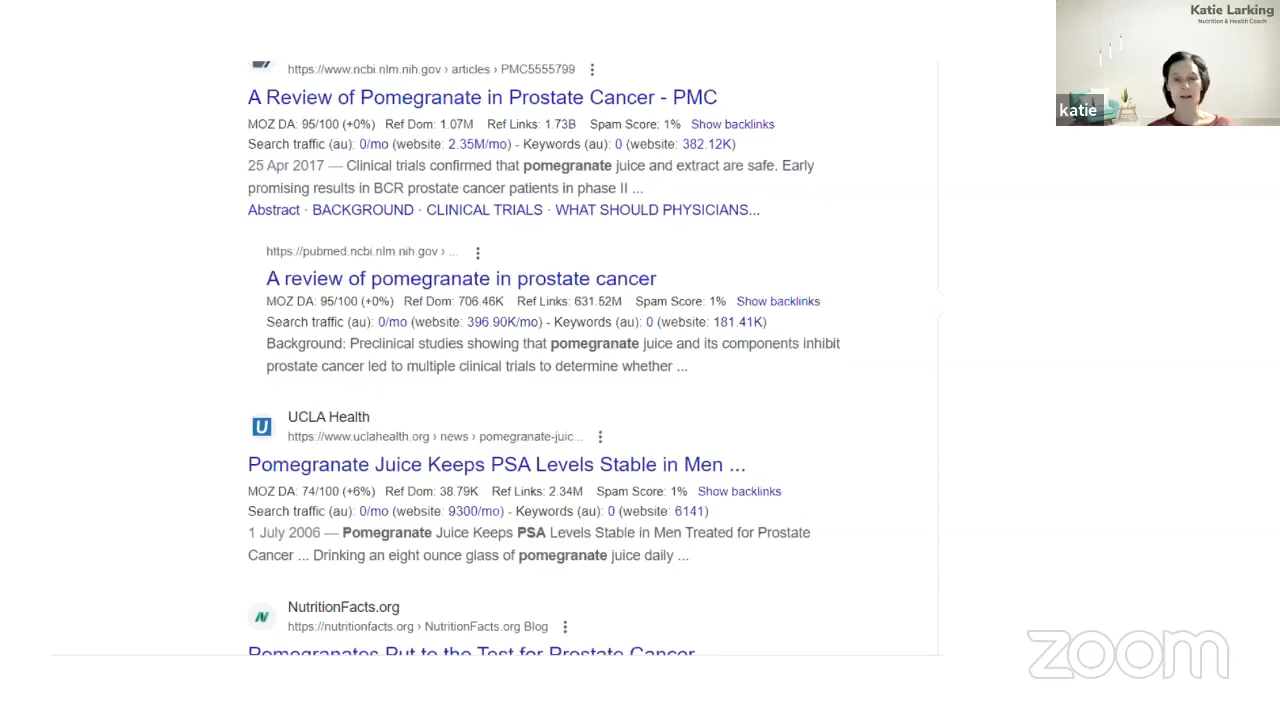 https://www.ncbi.nlm.nih.gov › articles › PMC5555799
A Review of Pomegranate in Prostate Cancer - PMC
MOZ DA: 95/100 (+0%) Ref Dom: 1.07M Ref Links: 1.73B Spam Score: 1% Show backlinks
Search traffic (au): 0/mo (website: 2.35M/mo) - Keywords (au): 0 (website: 382.12K)
25 Apr 2017 — Clinical trials confirmed that pomegranate juice and extract are safe. Early
promising results in BCR prostate cancer patients in phase II ...
Abstract · BACKGROUND · CLINICAL TRIALS · WHAT SHOULD PHYSICIANS...
https://pubmed.ncbi.nlm.nih.gov › ...
A review of pomegranate in prostate cancer
MOZ DA: 95/100 (+0%) Ref Dom: 706.46K Ref Links: 631.52M Spam Score: 1% Show backlinks
Search traffic (au): 0/mo (website: 396.90K/mo) - Keywords (au): 0 (website: 181.41K)
Background: Preclinical studies showing that pomegranate juice and its components inhibit
prostate cancer led to multiple clinical trials to determine whether ...
U
UCLA Health
https://www.uclahealth.org › news › pomegranate-juic...
Pomegranate Juice Keeps PSA Levels Stable in Men ...
MOZ DA: 74/100 (+6%) Ref Dom: 38.79K Ref Links: 2.34M Spam Score: 1% Show backlinks
Search traffic (au): 0/mo (website: 9300/mo) - Keywords (au): 0 (website: 6141)
1 July 2006 — Pomegranate Juice Keeps PSA Levels Stable in Men Treated for Prostate
Cancer ... Drinking an eight ounce glass of pomegranate juice daily ...
NutritionFacts.org
https://nutritionfacts.org › NutritionFacts.org Blog
Pomegranates Put to the Test for Prostate Cancer
Katie Larking
Nutrition & Health Coach
katie
zoom